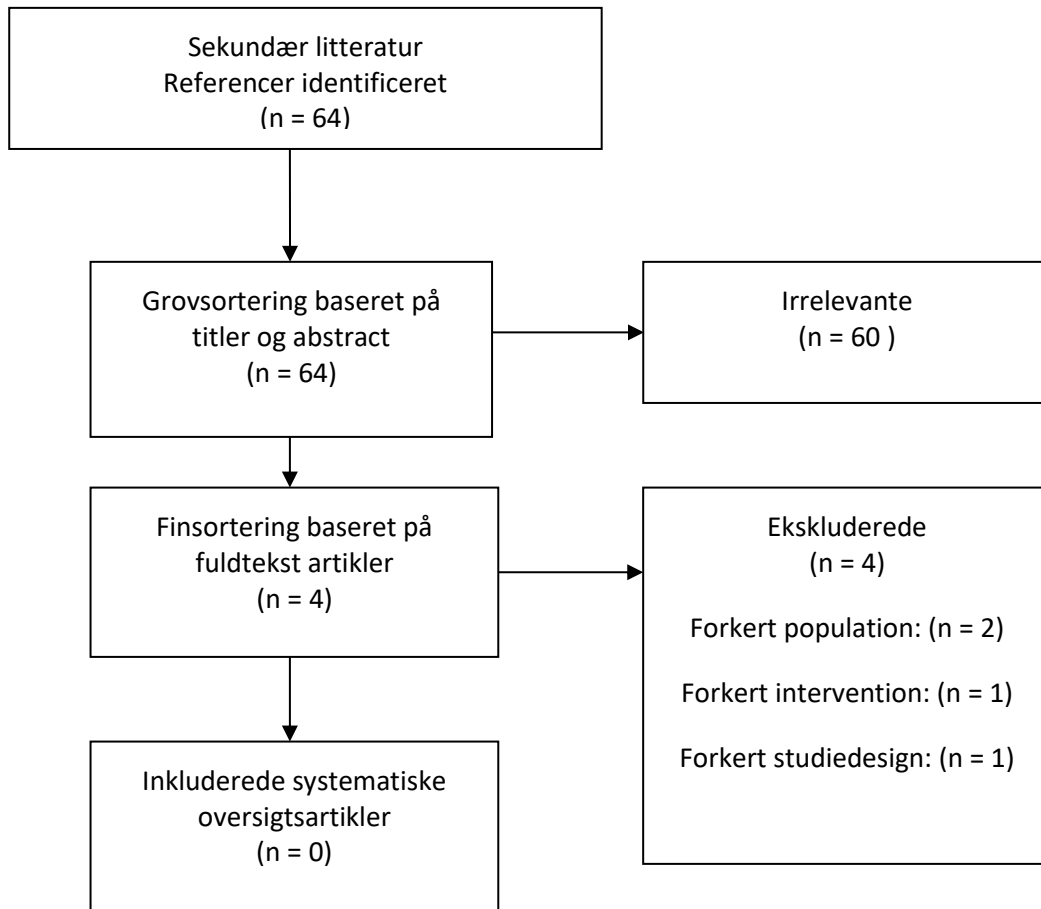 Sekundær litteratur
Referencer identificeret
(n = 64)
Grovsortering baseret på
titler og abstract
(n = 64)
Irrelevante
(n = 60 )
Finsortering baseret på
fuldtekst artikler
(n = 4)
Ekskluderede
(n = 4)
Forkert population: (n = 2)
Forkert intervention: (n = 1)
Forkert studiedesign: (n = 1)
Inkluderede systematiske
oversigtsartikler
(n = 0)